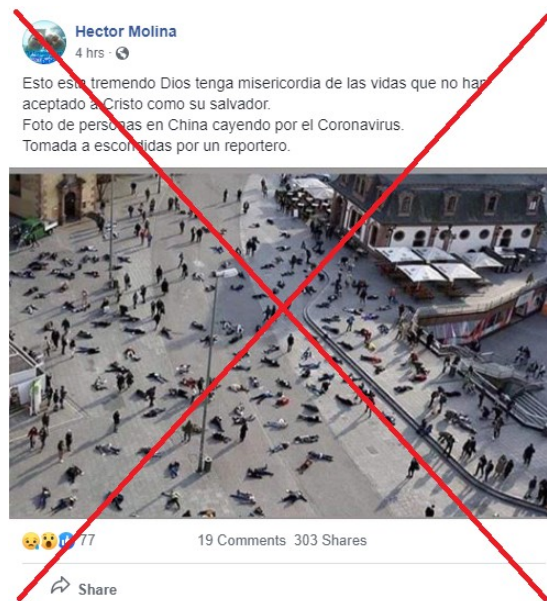 Hector Molina
4 hrs ·
Esto esta tremendo Dios tenga misericordia de las vidas que no han
aceptado a Cristo como su salvador.
Foto de personas en China cayendo por el Coronavirus.
Tomada a escondidas por un reportero.
77
19 Comments 303 Shares
Share